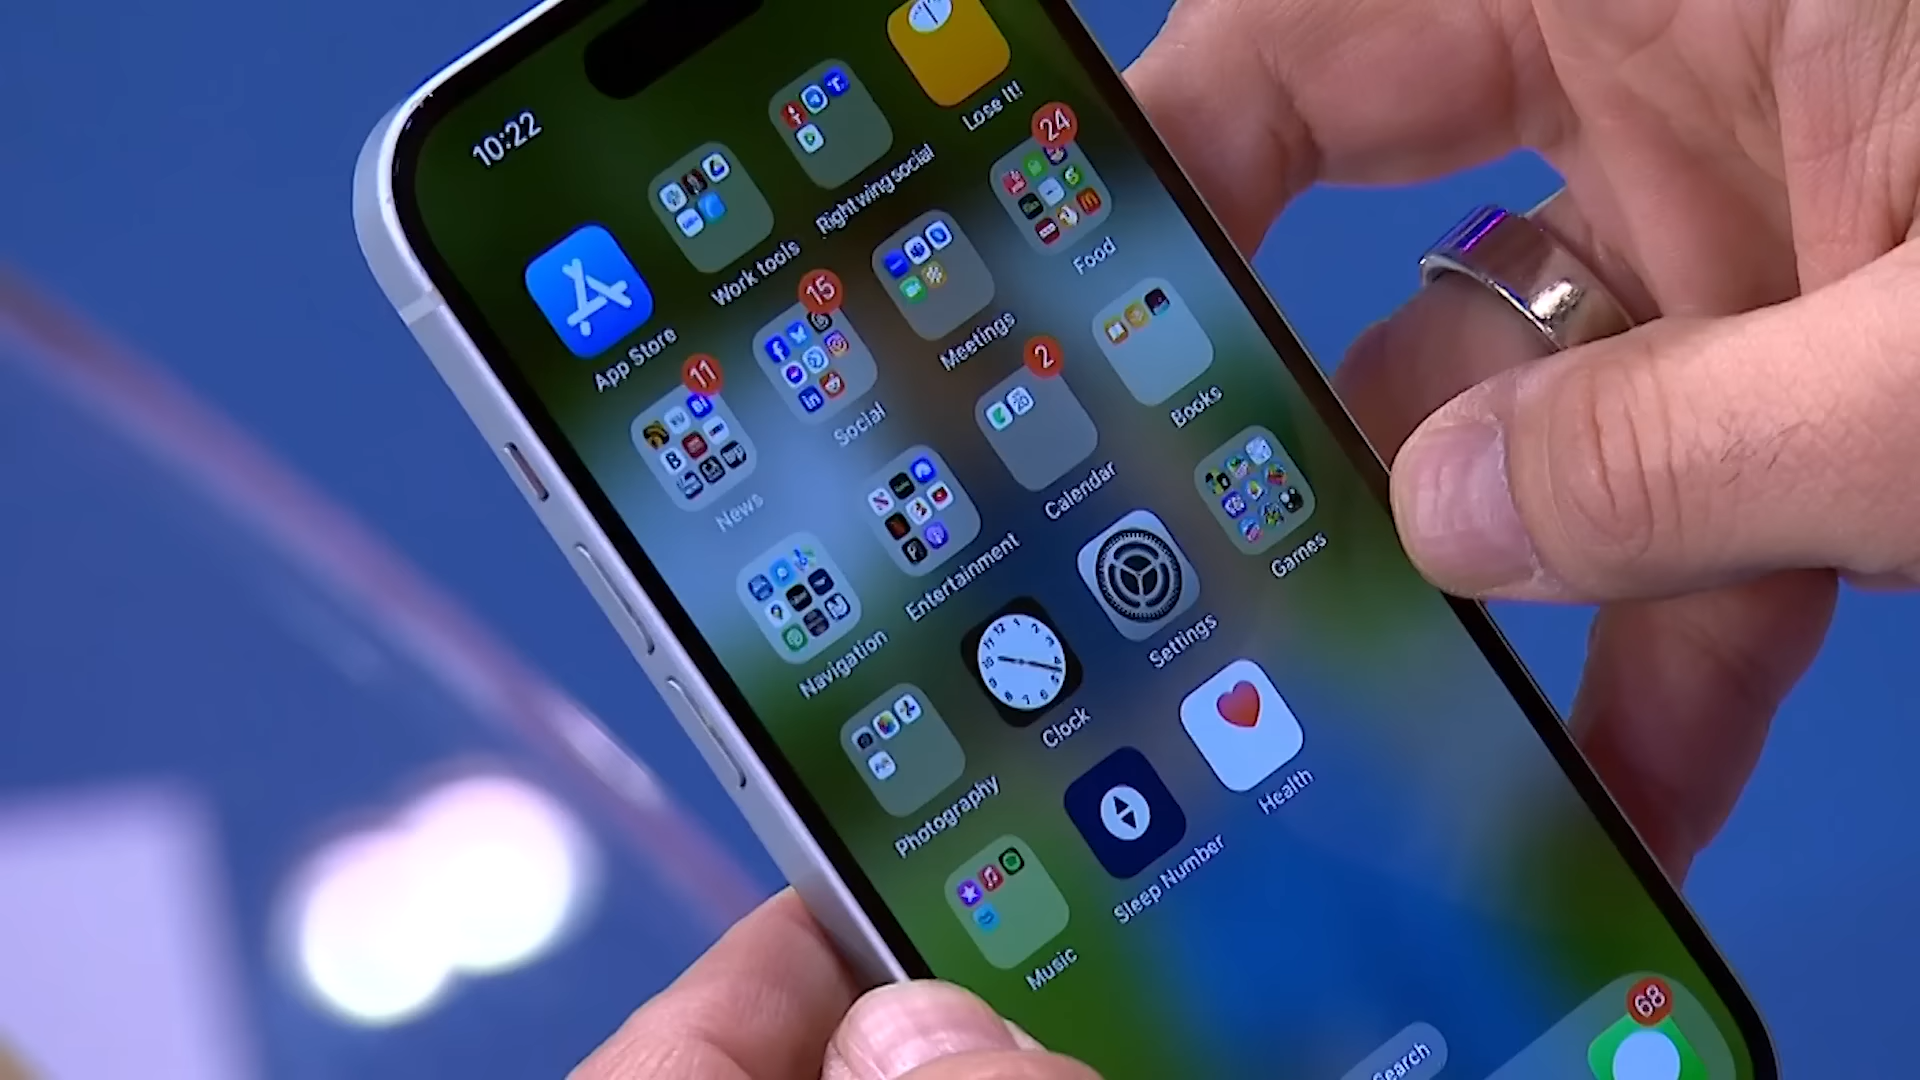 10:22
App Store
Work tools
Right wing social
Lose It!
11
News
15
Social
Meetings
24
Food
Navigation
Entertainment
2
Calendar
Books
Photography
Clock
Settings
Games
Music
Sleep Number
Health
Search
68